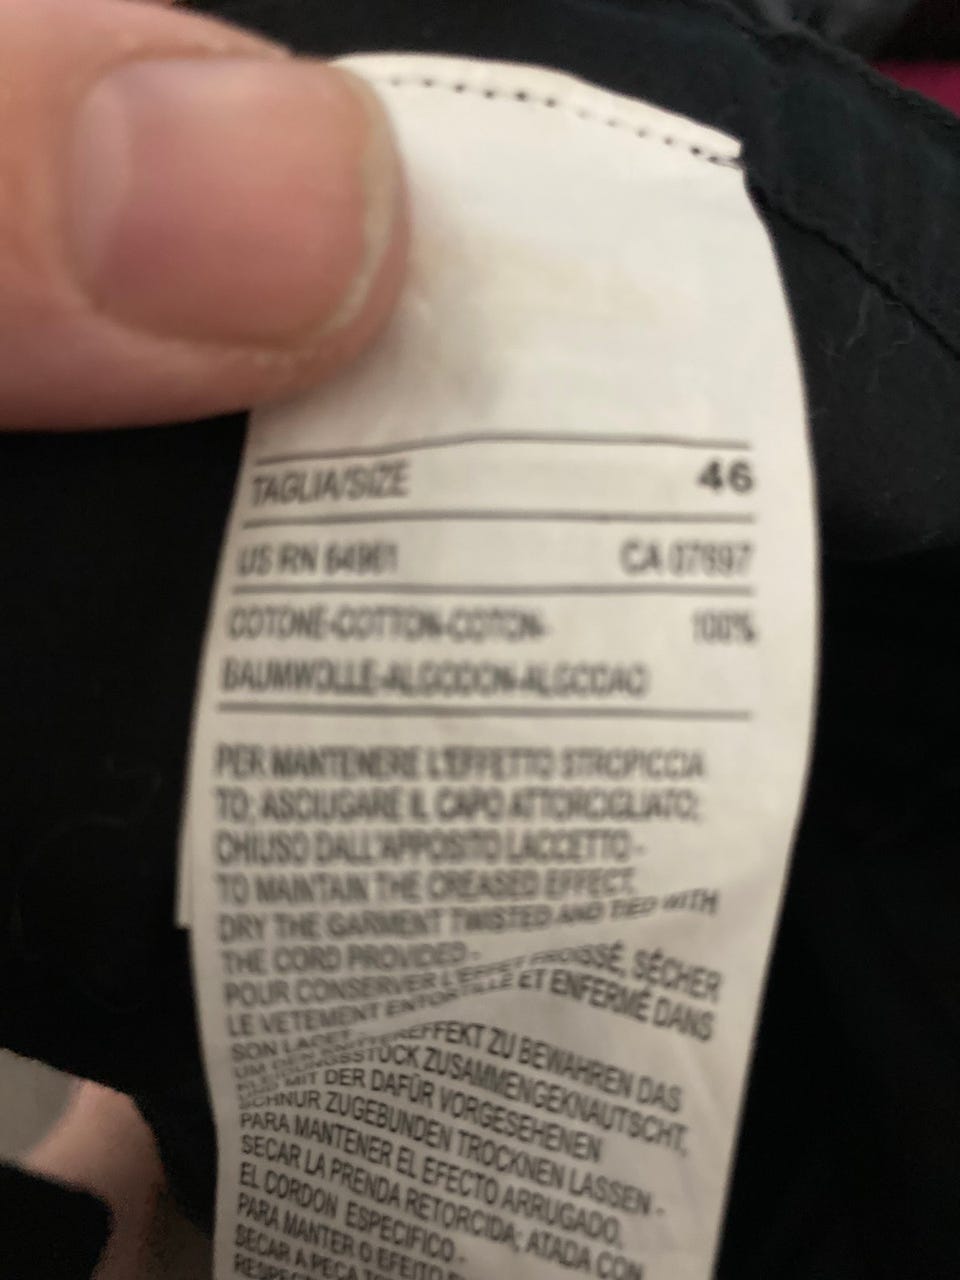 TAGLIA/SIZE 46
US RN 64961 CA 07697
COTONE-COTTON-COTON- 100%
BAUMWOLLE-ALGODON-ALGODAO
PER MANTENERE L'EFFETTO STROPICCIA
TO; ASCIUGARE IL CAPO ATTORCIGLIATO;
CHIUSO DALL'APPOSITO LACCETTO-
TO MAINTAIN THE CREASED EFFECT,
DRY THE GARMENT TWISTED AND TIED WITH
THE CORD PROVIDED-
POUR CONSERVER L'EFFET FROISSÉ, SÉCHER
LE VETEMENT ET ENFERMÉ DANS
SON LACET-
UM DEN ZU BEWAHREN DAS
ZUSAMMENGEKNAUTSCHT,
MIT DER DAFÜR VORGESEHENEN
SCHNUR ZUGEBUNDEN TROCKNEN LASSEN-
PARA MANTENER EL EFECTO ARRUGADO,
SECAR LA PRENDA RETORCIDA; ATADA CON
EL CORDON ESPECIFICO-
PARA MANTER O EFEITO
SECAR A PEÇA